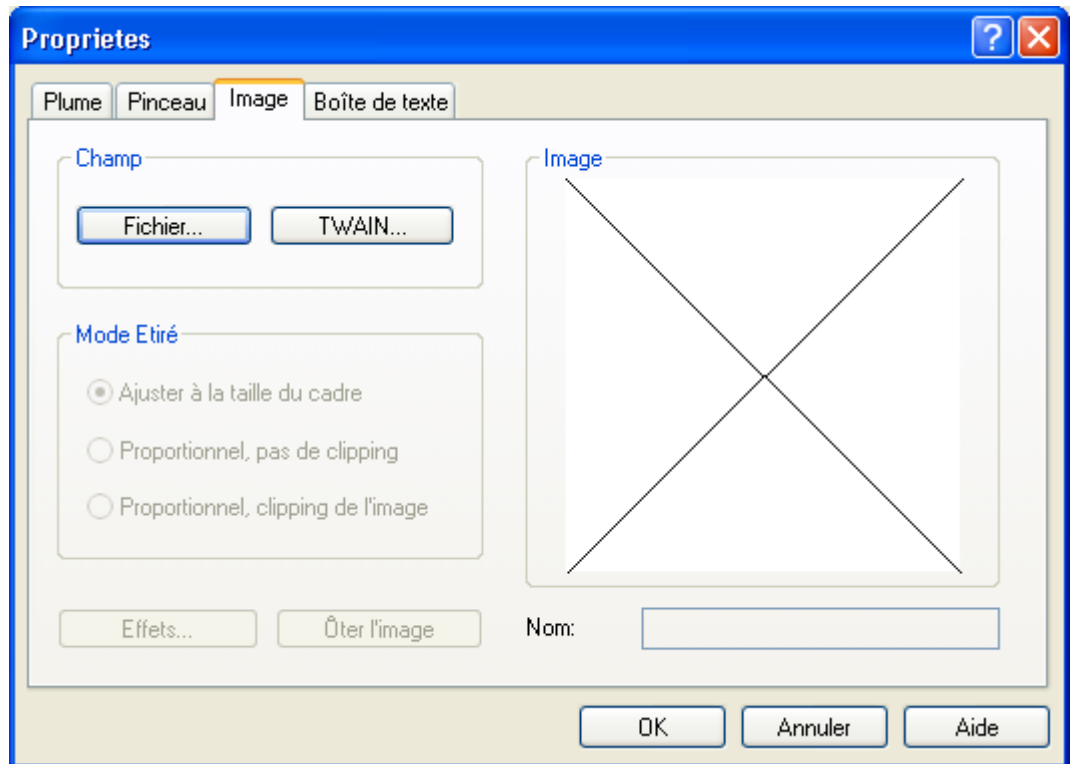 Proprietes
Plume Pinceau Image Boîte de texte
Champ
Fichier... TWAIN...
Mode Etiré
Ajuster à la taille du cadre
Proportionnel, pas de clipping
Proportionnel, clipping de l'image
Effets... Ôter l'image
Image
Nom:
OK Annuler Aide